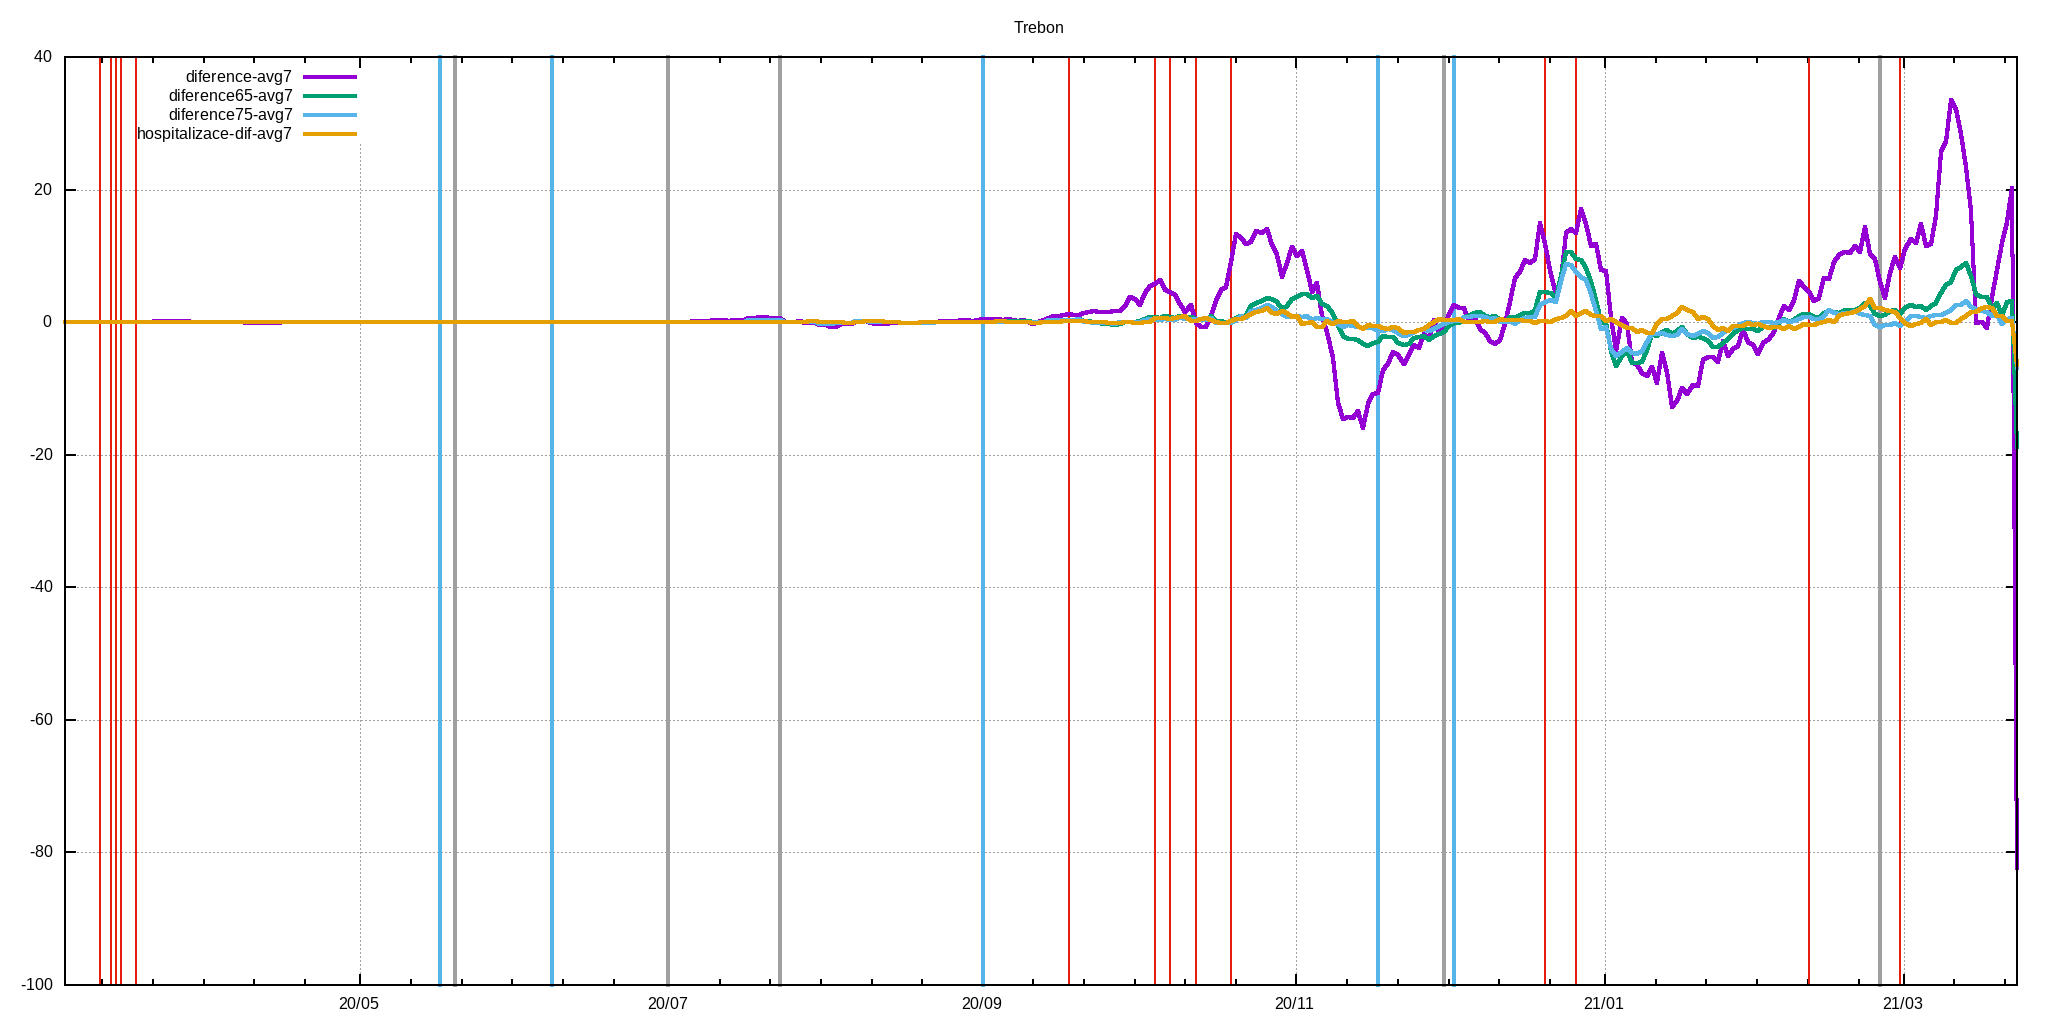 Trebon
40
diference-avg7
diference65-avg7
diference75-avg7
hospitalizace-dif-avg7
20
0
-20
-40
-60
-80
-100
20/05 20/07 20/09 20/11 21/01 21/03